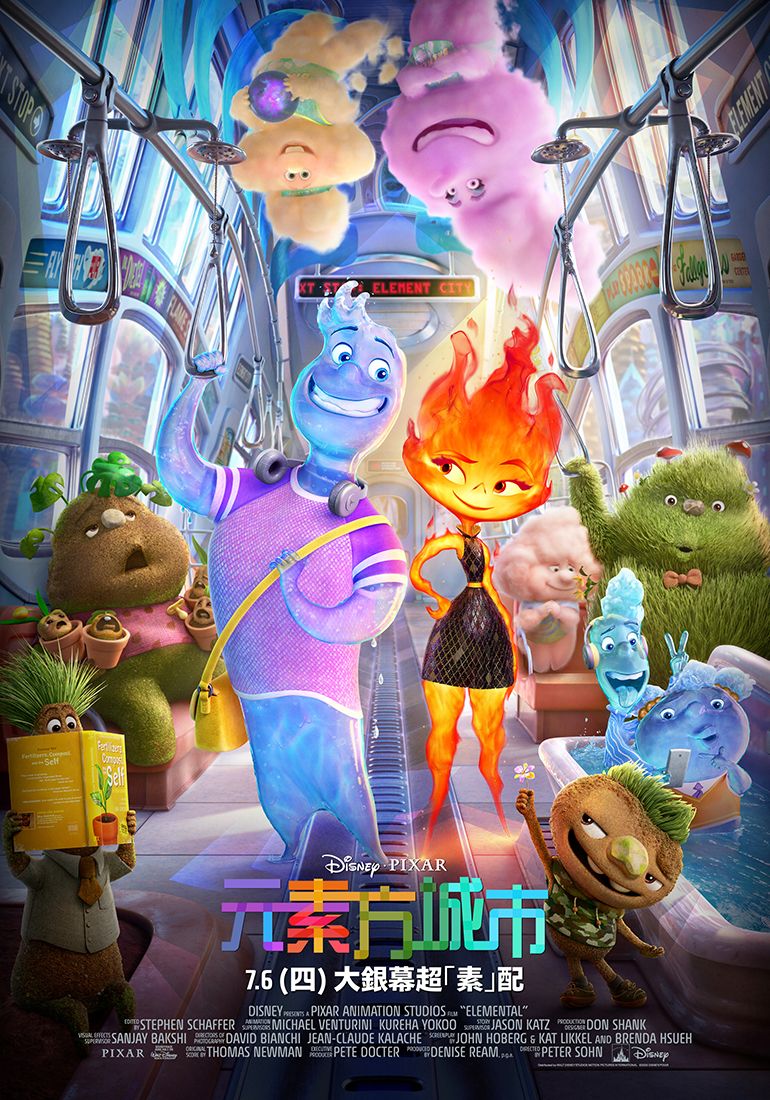 XT STOP
ELEMENT
XT ST ELEMENT CITY
FLY
Fertilizers, Compost
and the Self
Fertilizers,
Compost
Self
Disney · PIXAR
元素方城市
7.6 (四) 大銀幕超「素」配
DISNEY PRESENTS A PIXAR ANIMATION STUDIOS FILM "ELEMENTAL"
EDITED BY STEPHEN SCHAFFER ANIMATION SUPERVISORS MICHAEL VENTURINI KUREHA YOKOO STORY SUPERVISOR JASON KATZ PRODUCTION DESIGNER DON SHANK
VISUAL EFFECTS SUPERVISOR SANJAY BAKSHI DIRECTORS OF PHOTOGRAPHY DAVID BIANCHI JEAN-CLAUDE KALACHE SCREENPLAY BY JOHN HOBERG & KAT LIKKEL AND BRENDA HSUEH
PIXAR ORIGINAL SCORE BY THOMAS NEWMAN EXECUTIVE PRODUCER PETE DOCTER PRODUCED BY DENISE REAM, p.g.a. DIRECTED BY PETER SOHN Disney